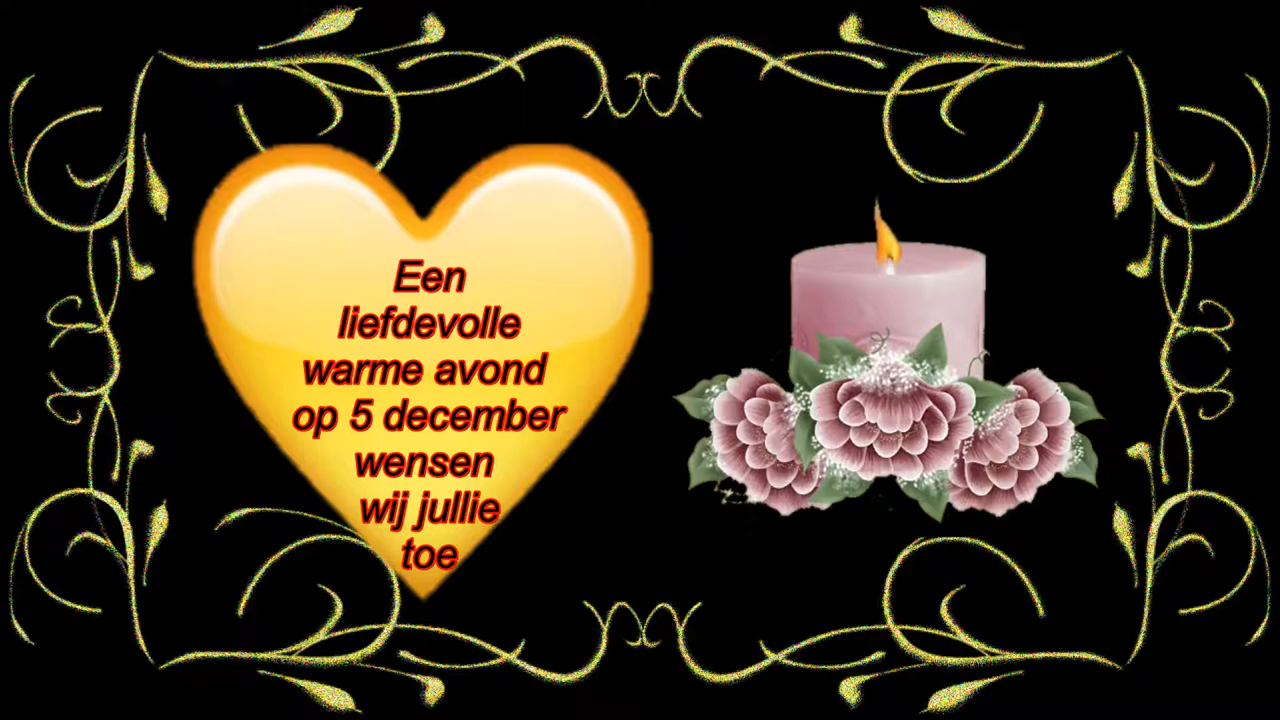 Een
liefdevolle
warme avond
op 5 december
wensen
wij jullie
toe